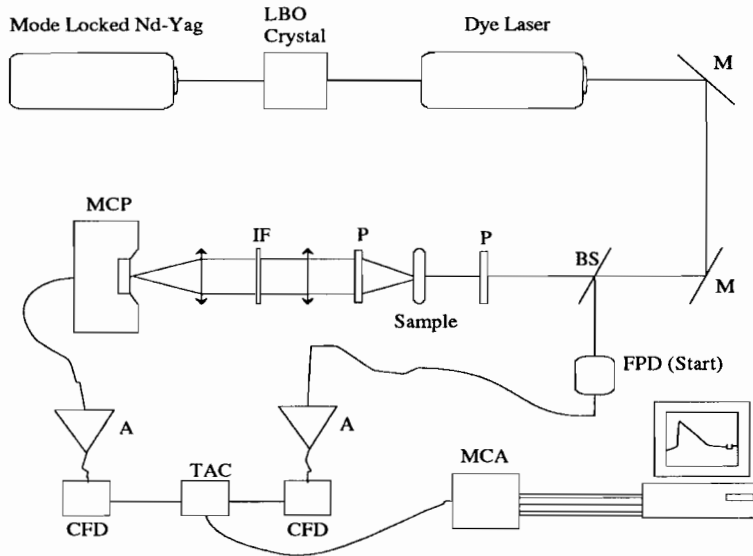 Mode Locked Nd-Yag
LBO
Crystal
Dye Laser
M
MCP
IF
P
P
BS
M
Sample
FPD (Start)
A
A
TAC
MCA
CFD
CFD